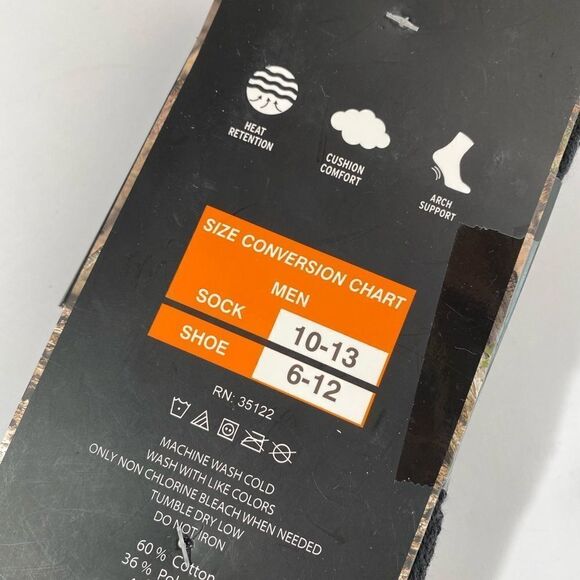 HEAT
RETENTION
CUSHION
COMFORT
ARCH
SUPPORT
SIZE CONVERSION CHART
MEN
SOCK 10-13
SHOE 6-12
RN: 35122
MACHINE WASH COLD
WASH WITH LIKE COLORS
ONLY NON CHLORINE BLEACH WHEN NEEDED
TUMBLE DRY LOW
DO NOT IRON
60% Cotton
36% Pol